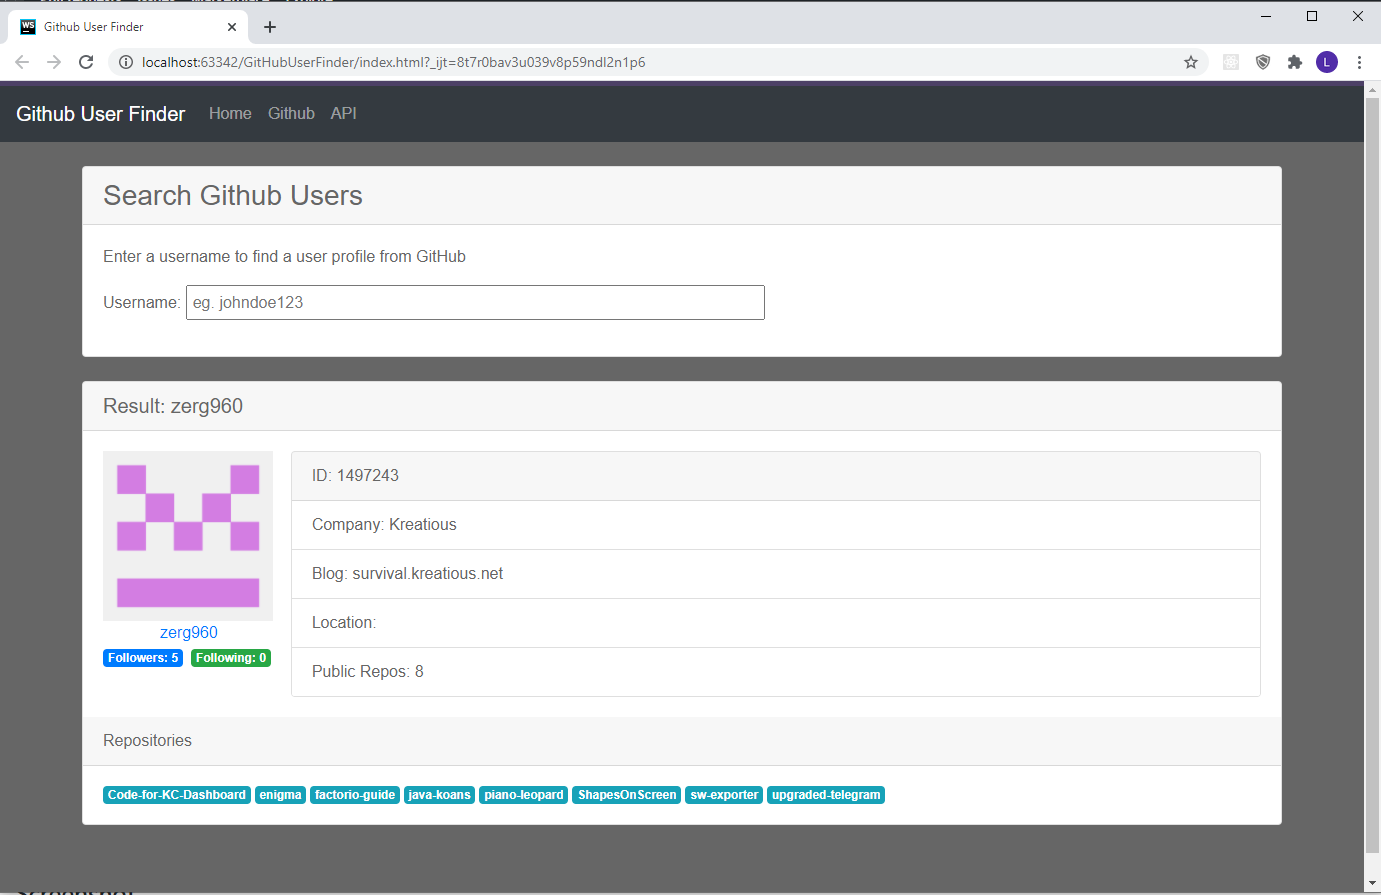 WS Github User Finder
localhost:63342/GitHubUserFinder/index.html?_ijt=8t7r0bav3u039v8p59ndl2n1p6
L
Github User Finder Home Github API
Search Github Users
Enter a username to find a user profile from GitHub
Username: eg. johndoe123
Result: zerg960
ID: 1497243
Company: Kreatious
Blog: survival.kreatious.net
Location:
Public Repos: 8
zerg960
Followers: 5 Following: 0
Repositories
Code-for-KC-Dashboard enigma factorio-guide java-koans piano-leopard ShapesOnScreen sw-exporter upgraded-telegram